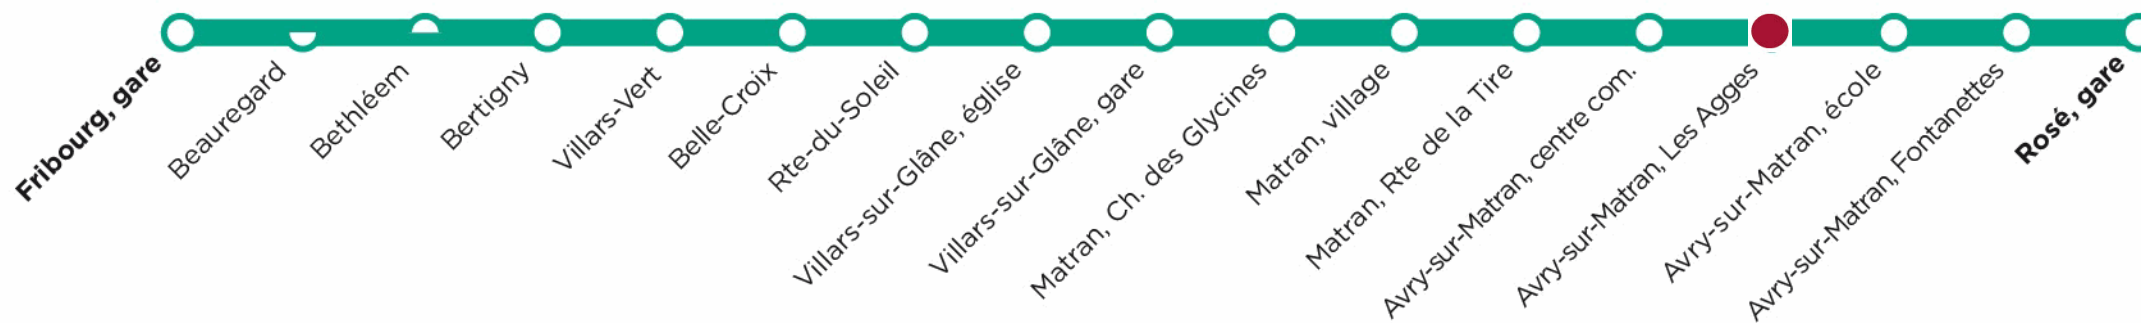 Fribourg, gare
Beauregard
Bethléem
Bertigny
Villars-Vert
Belle-Croix
Rte-du-Soleil
Villars-sur-Glâne, église
Villars-sur-Glâne, gare
Matran, Ch. des Glycines
Matran, village
Matran, Rte de la Tire
Avry-sur-Matran, centre com.
Avry-sur-Matran, Les Agges
Avry-sur-Matran, école
Avry-sur-Matran, Fontanettes
Rosé, gare